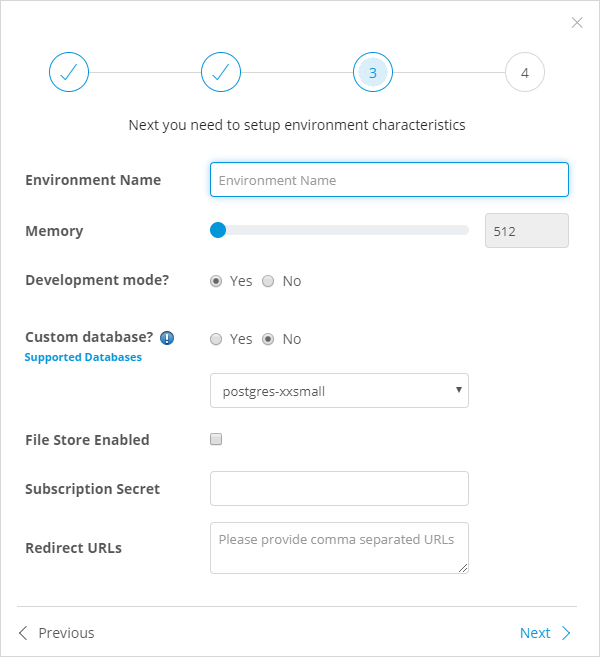 3
4
Next you need to setup environment characteristics
Environment Name
Environment Name
Memory
512
Development mode?
Yes
No
Custom database?
Yes
No
Supported Databases
postgres-xxsmall
File Store Enabled
Subscription Secret
Redirect URLs
Please provide comma separated URLs
Previous
Next